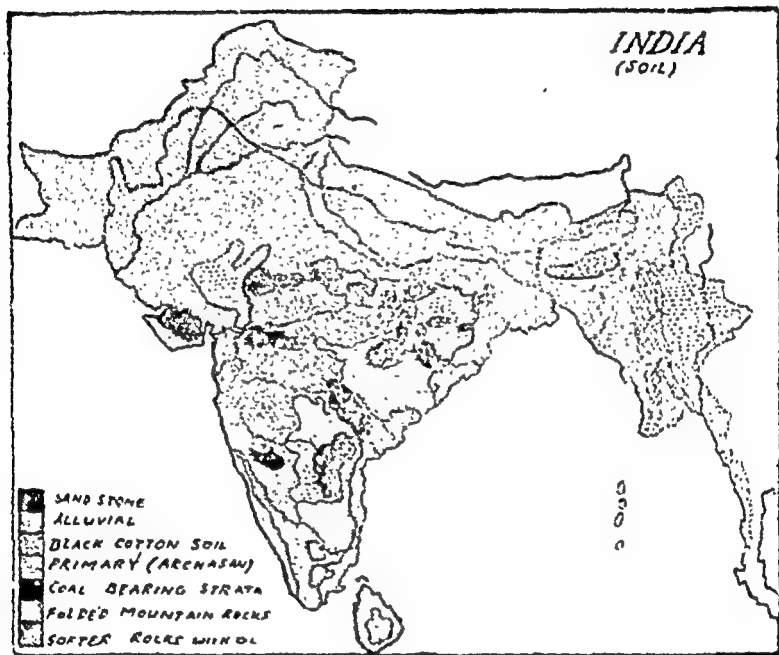 INDIA
(SOIL)
SAND STONE
ALLUVIAL
BLACK COTTON SOIL
PRIMARY (ARCHAEAN)
COAL BEARING STRATA
FOLDED MOUNTAIN ROCKS
SOFTER ROCKS WITH